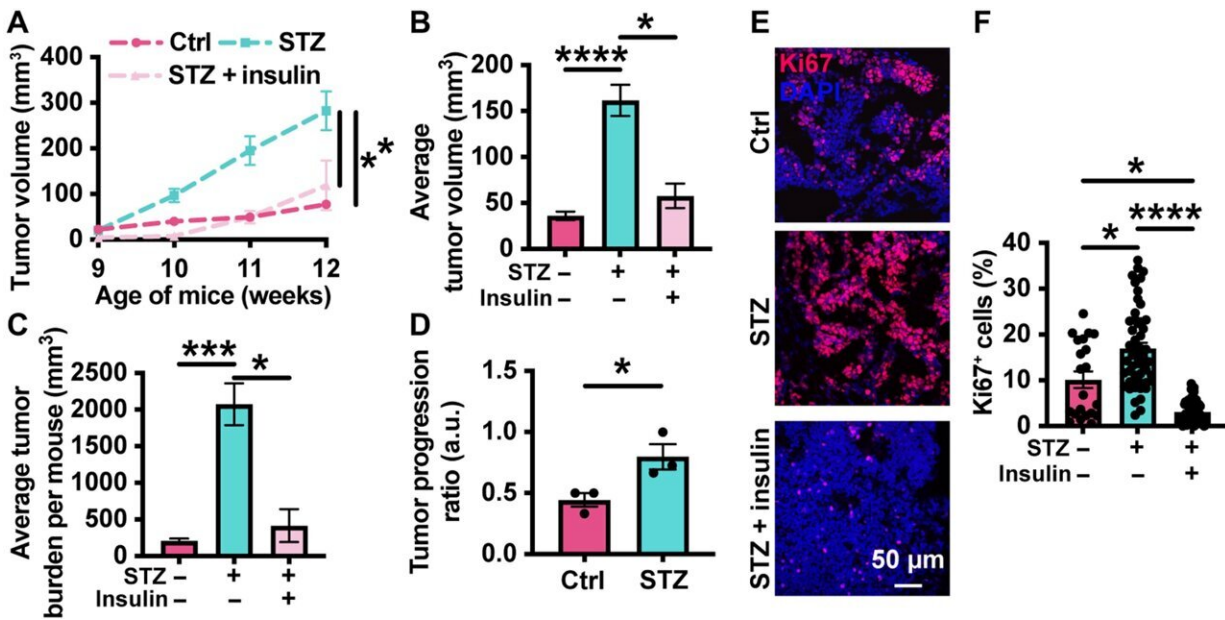 A
Ctrl STZ
STZ + insulin
Tumor volume (mm³)
400
300
200
100
0
9 10 11 12
Age of mice (weeks)
* *
B
Average
tumor volume (mm³)
200
150
100
50
0
**** *
STZ − + +
Insulin − − +
C
Average tumor
burden per mouse (mm³)
2500
2000
1500
1000
500
0
*** *
STZ − + +
Insulin − − +
D
Tumor progression
ratio (a.u.)
1.5
1.0
0.5
0.0
*
Ctrl STZ
E
Ki67
DAPI
Ctrl
STZ
STZ + insulin
50 µm
F
Ki67⁺ cells (%)
40
30
20
10
0
*
* ****
STZ − + +
Insulin − − +